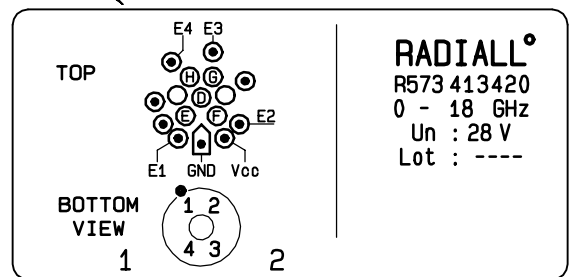 E4 E3
TOP
H G
D
E F
E2
E1 GND Vcc
BOTTOM
VIEW
1 2
4 3
1 2
RADIALL°
R573 413420
0 - 18 GHz
Un : 28 V
Lot : ----